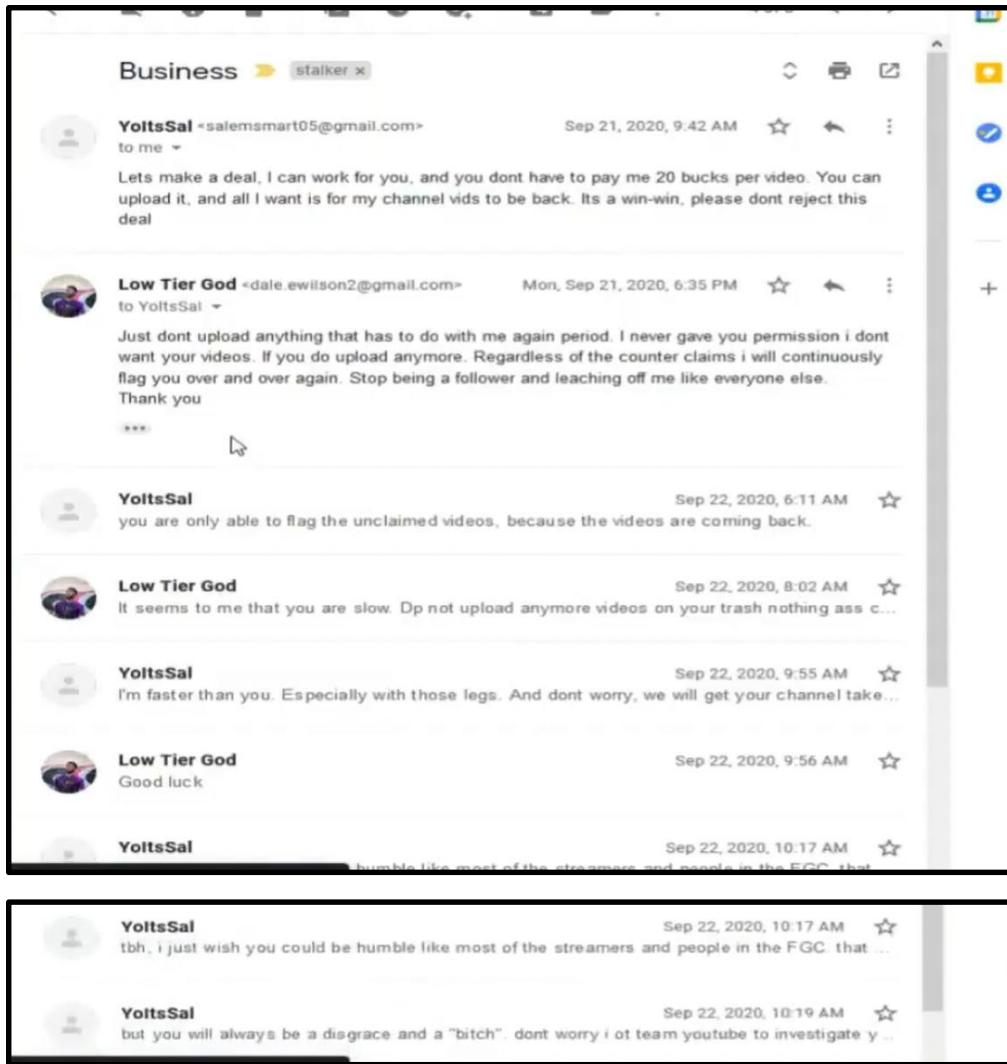 Business stalker x
YoltsSal <salemsmart05@gmail.com> Sep 21, 2020, 9:42 AM
to me
Lets make a deal, I can work for you, and you dont have to pay me 20 bucks per video. You can
upload it, and all I want is for my channel vids to be back. Its a win-win, please dont reject this
deal
Low Tier God <dale.ewilson2@gmail.com> Mon, Sep 21, 2020, 6:35 PM
to YoltsSal
Just dont upload anything that has to do with me again period. I never gave you permission i dont
want your videos. If you do upload anymore. Regardless of the counter claims i will continuously
flag you over and over again. Stop being a follower and leaching off me like everyone else.
Thank you
...
YoltsSal Sep 22, 2020, 6:11 AM
you are only able to flag the unclaimed videos, because the videos are coming back.
Low Tier God Sep 22, 2020, 8:02 AM
It seems to me that you are slow. Dp not upload anymore videos on your trash nothing ass c...
YoltsSal Sep 22, 2020, 9:55 AM
I'm faster than you. Especially with those legs. And dont worry, we will get your channel take...
Low Tier God Sep 22, 2020, 9:56 AM
Good luck
YoltsSal Sep 22, 2020, 10:17 AM
humble like most of the streamers and people in the FGC. that
YoltsSal Sep 22, 2020, 10:17 AM
tbh, i just wish you could be humble like most of the streamers and people in the FGC. that ...
YoltsSal Sep 22, 2020, 10:19 AM
but you will always be a disgrace and a "bitch". dont worry i ot team youtube to investigate y ...